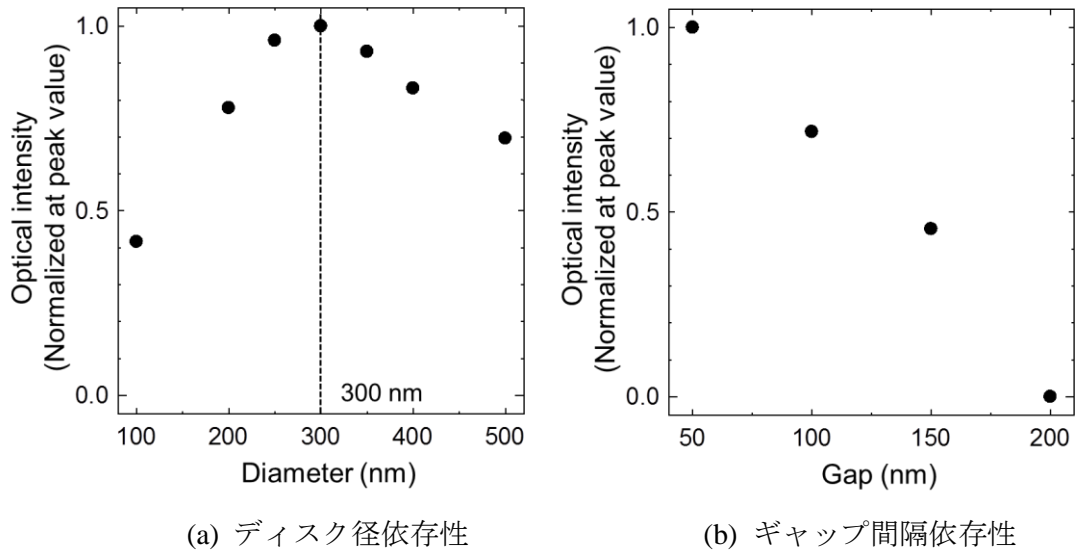 Optical intensity
(Normalized at peak value)
1.0
0.5
0.0
300 nm
100
200
300
400
500
Diameter (nm)
(a) ディスク径依存性
Optical intensity
(Normalized at peak value)
1.0
0.5
0.0
50
100
150
200
Gap (nm)
(b) ギャップ間隔依存性